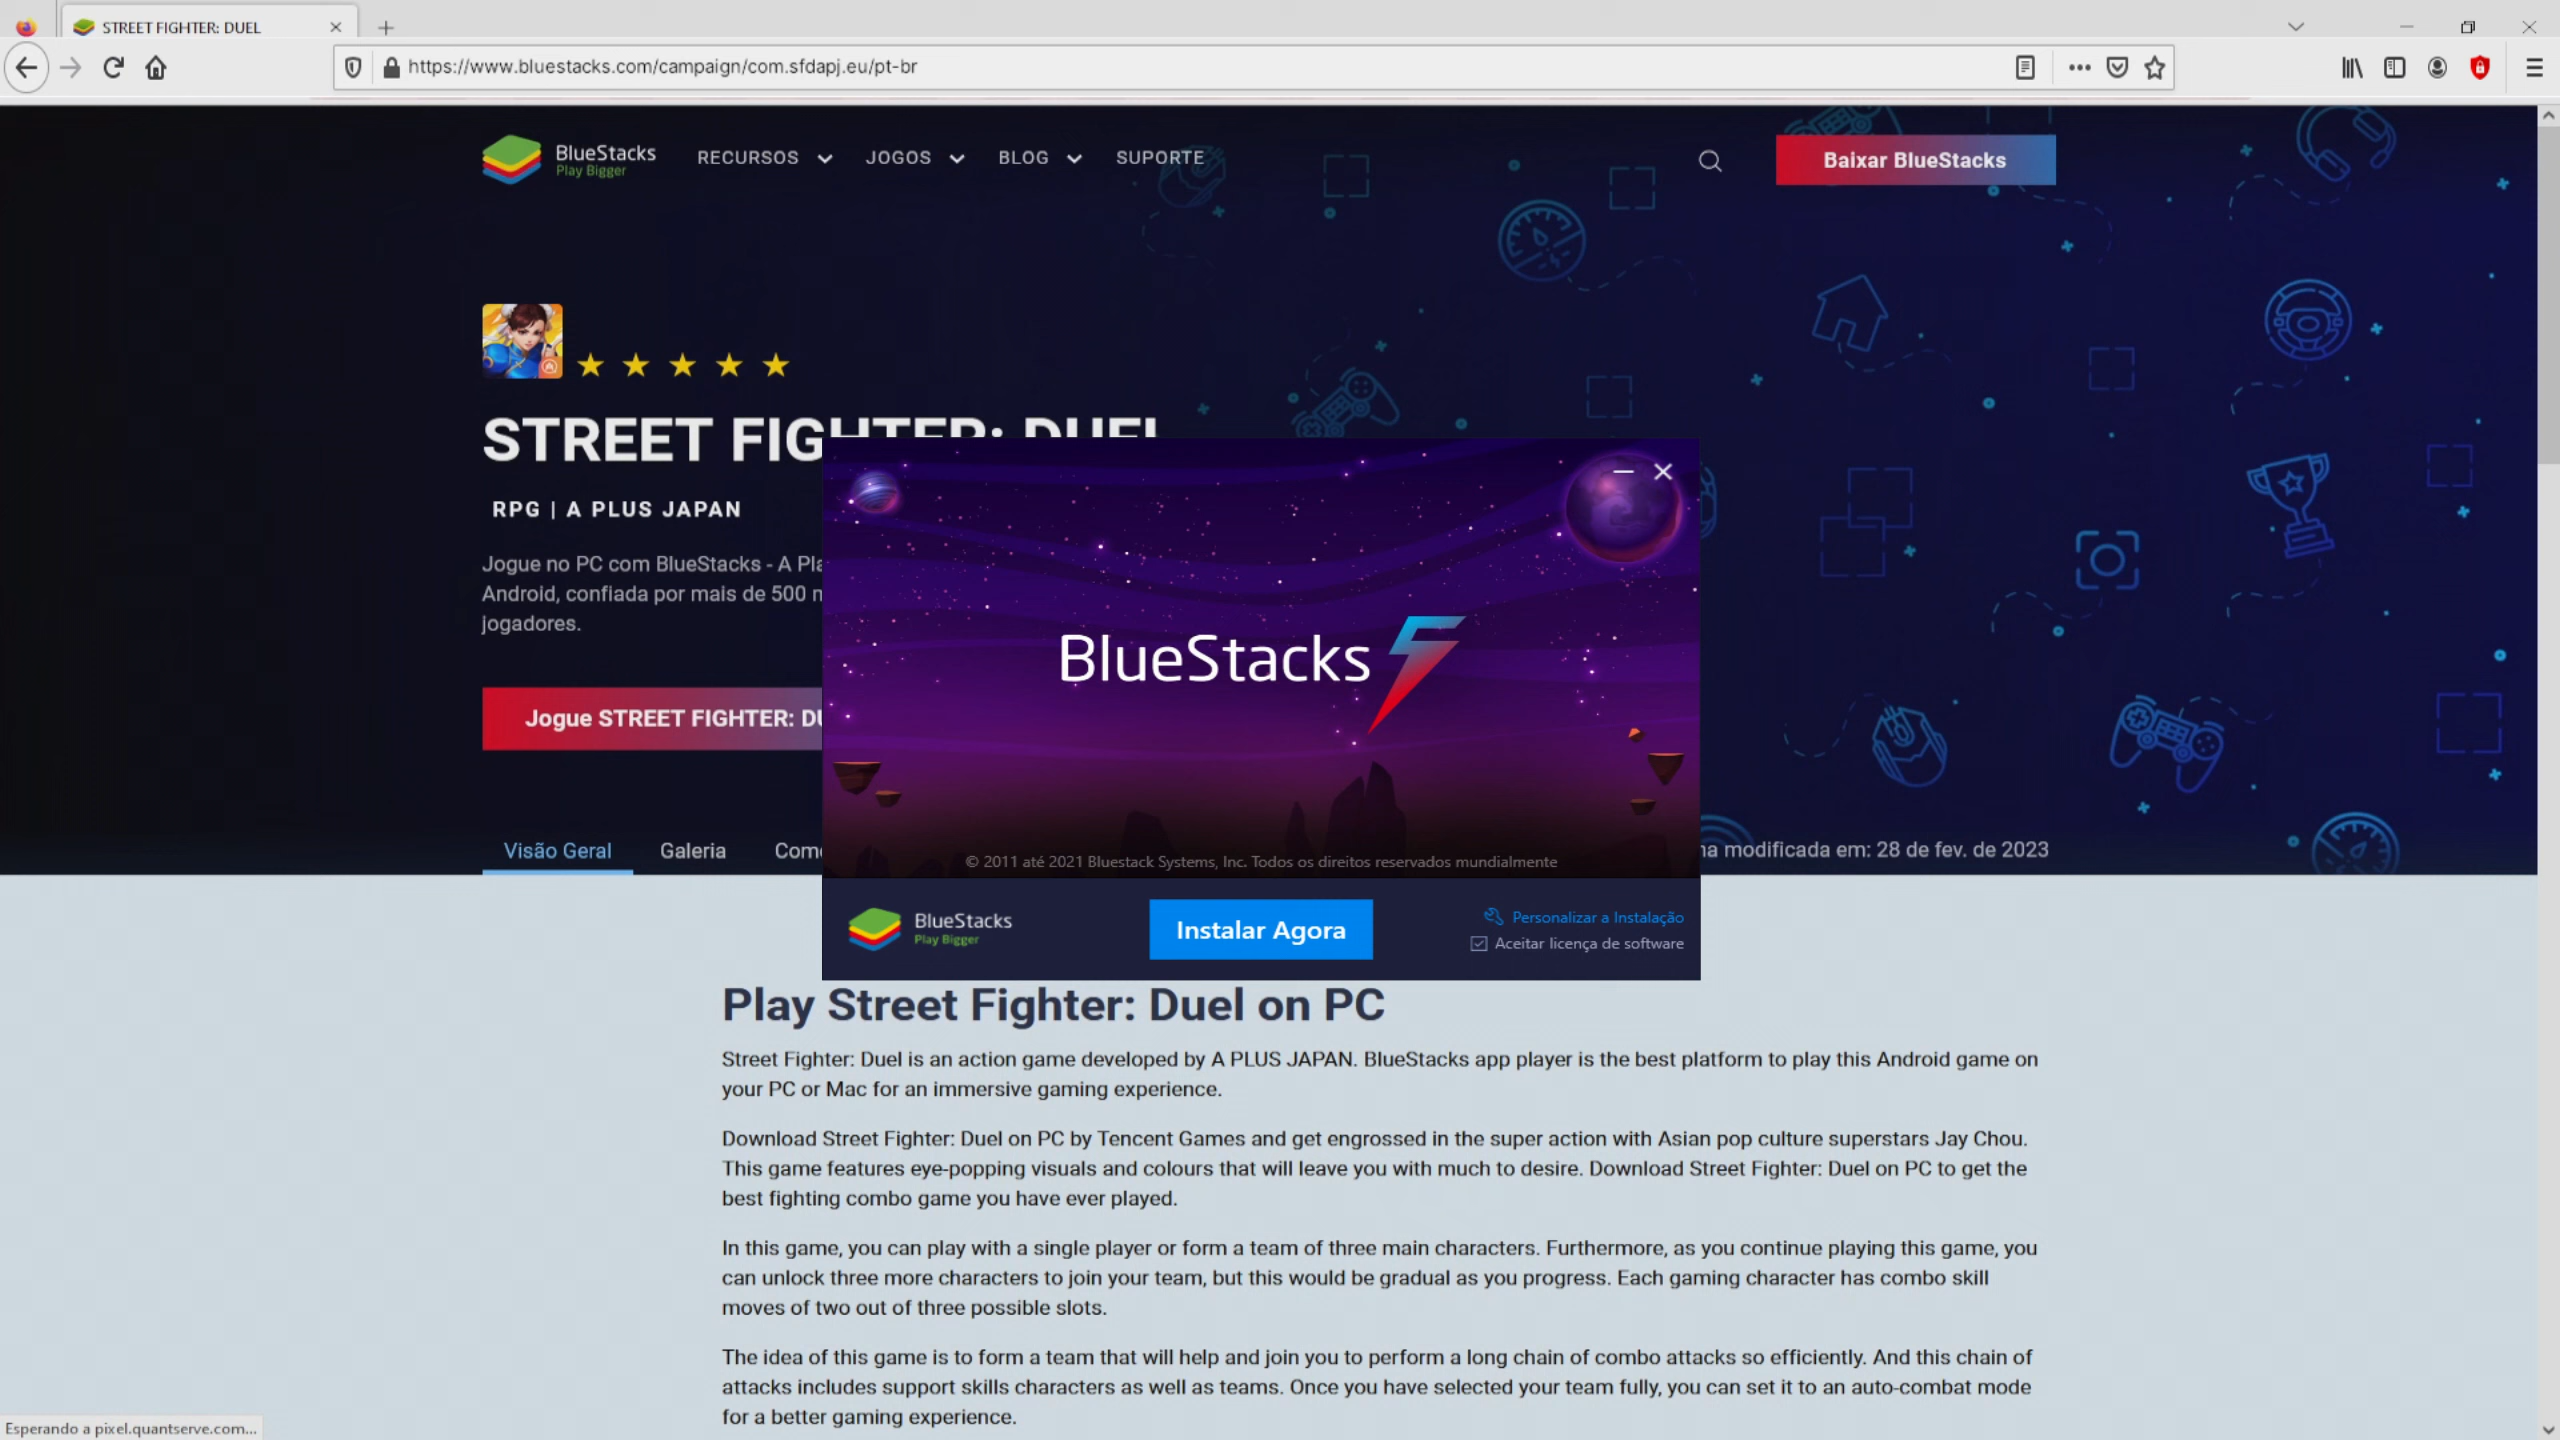 STREET FIGHTER: DUEL
https://www.bluestacks.com/campaign/com.sfdapj.eu/pt-br
BlueStacks
Play Bigger
RECURSOS
JOGOS
BLOG
SUPORTE
Baixar BlueStacks
STREET FIGHTER: DUEL
RPG | A PLUS JAPAN
Jogue no PC com BlueStacks - A Pla
Android, confiada por mais de 500 m
jogadores.
Jogue STREET FIGHTER: DU
Visão Geral
Galeria
Com
na modificada em: 28 de fev. de 2023
BlueStacks 5
© 2011 até 2021 Bluestack Systems, Inc. Todos os direitos reservados mundialmente
BlueStacks
Play Bigger
Instalar Agora
Personalizar a Instalação
Aceitar licença de software
Play Street Fighter: Duel on PC
Street Fighter: Duel is an action game developed by A PLUS JAPAN. BlueStacks app player is the best platform to play this Android game on
your PC or Mac for an immersive gaming experience.
Download Street Fighter: Duel on PC by Tencent Games and get engrossed in the super action with Asian pop culture superstars Jay Chou.
This game features eye-popping visuals and colours that will leave you with much to desire. Download Street Fighter: Duel on PC to get the
best fighting combo game you have ever played.
In this game, you can play with a single player or form a team of three main characters. Furthermore, as you continue playing this game, you
can unlock three more characters to join your team, but this would be gradual as you progress. Each gaming character has combo skill
moves of two out of three possible slots.
The idea of this game is to form a team that will help and join you to perform a long chain of combo attacks so efficiently. And this chain of
attacks includes support skills characters as well as teams. Once you have selected your team fully, you can set it to an auto-combat mode
for a better gaming experience.
Esperando a pixel.quantserve.com...